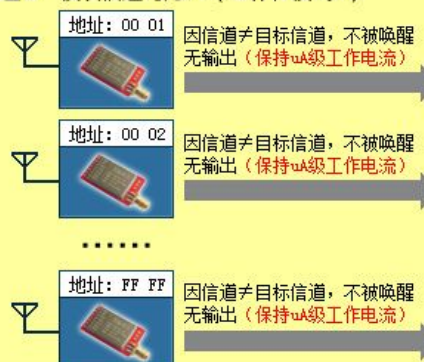 地址：00 01
因信道≠目标信道，不被唤醒
无输出（保持uA级工作电流）
地址：00 02
因信道≠目标信道，不被唤醒
无输出（保持uA级工作电流）
······
地址：FF FF
因信道≠目标信道，不被唤醒
无输出（保持uA级工作电流）